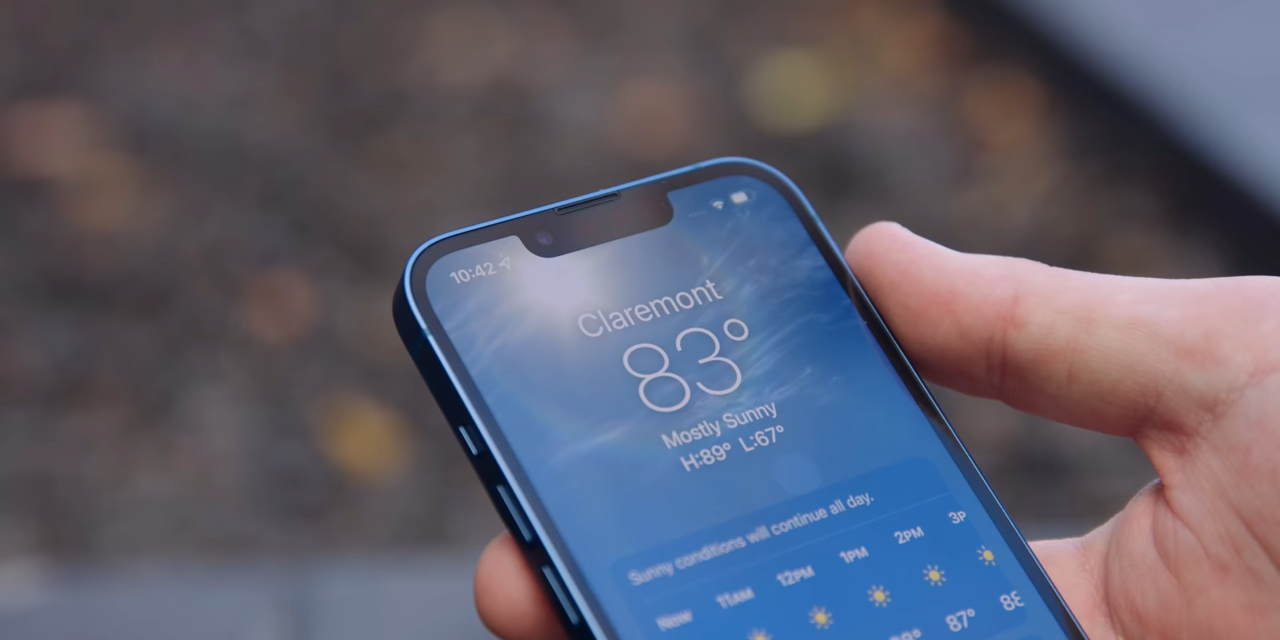 10:42
Claremont
83°
Mostly Sunny
H:89° L:67°
Sunny conditions will continue all day.
Now 11AM 12PM 1PM 2PM
87°